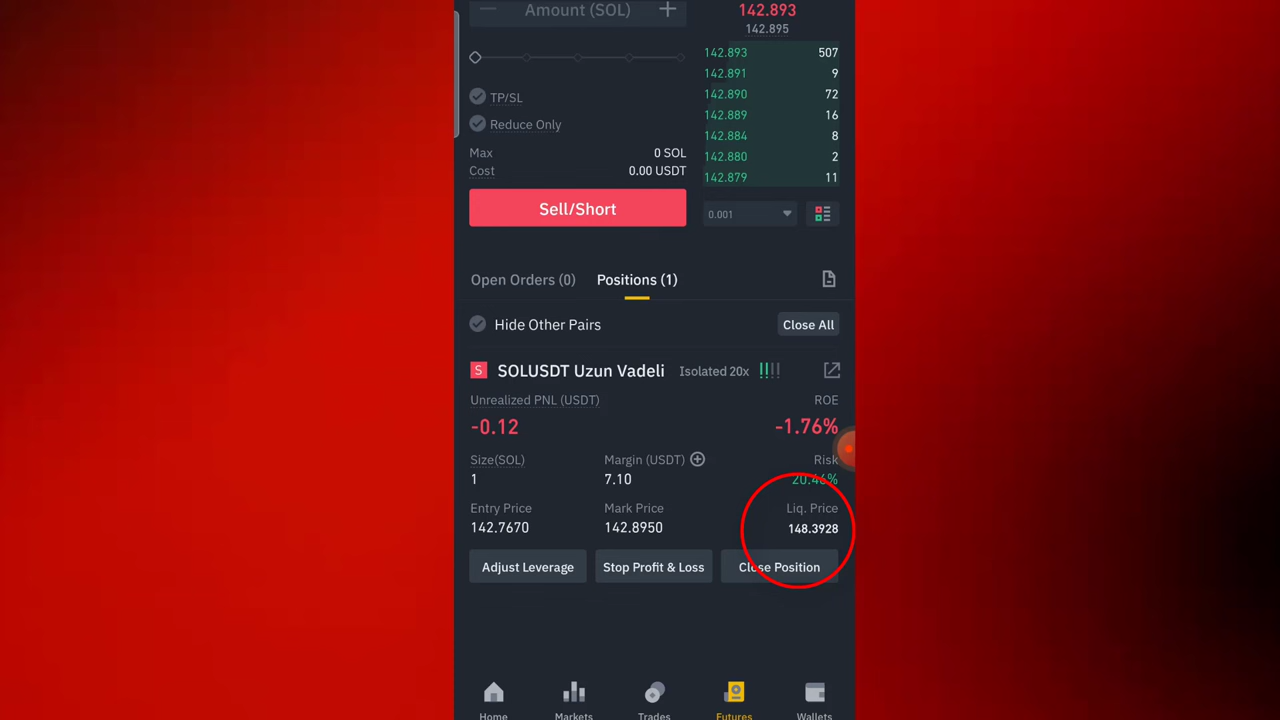 Amount (SOL)
142.893
142.895
142.893 507
142.891 9
142.890 72
142.889 16
142.884 8
142.880 2
142.879 11
TP/SL
Reduce Only
Max 0 SOL
Cost 0.00 USDT
Sell/Short
0.001
Open Orders (0) Positions (1)
Hide Other Pairs Close All
S SOLUSDT Uzun Vadeli Isolated 20x
Unrealized PNL (USDT) ROE
-0.12 -1.76%
Size(SOL) Margin (USDT) Risk
1 7.10 20.46%
Entry Price Mark Price Liq. Price
142.7670 142.8950 148.3928
Adjust Leverage Stop Profit & Loss Close Position
Home Markets Trades Futures Wallets